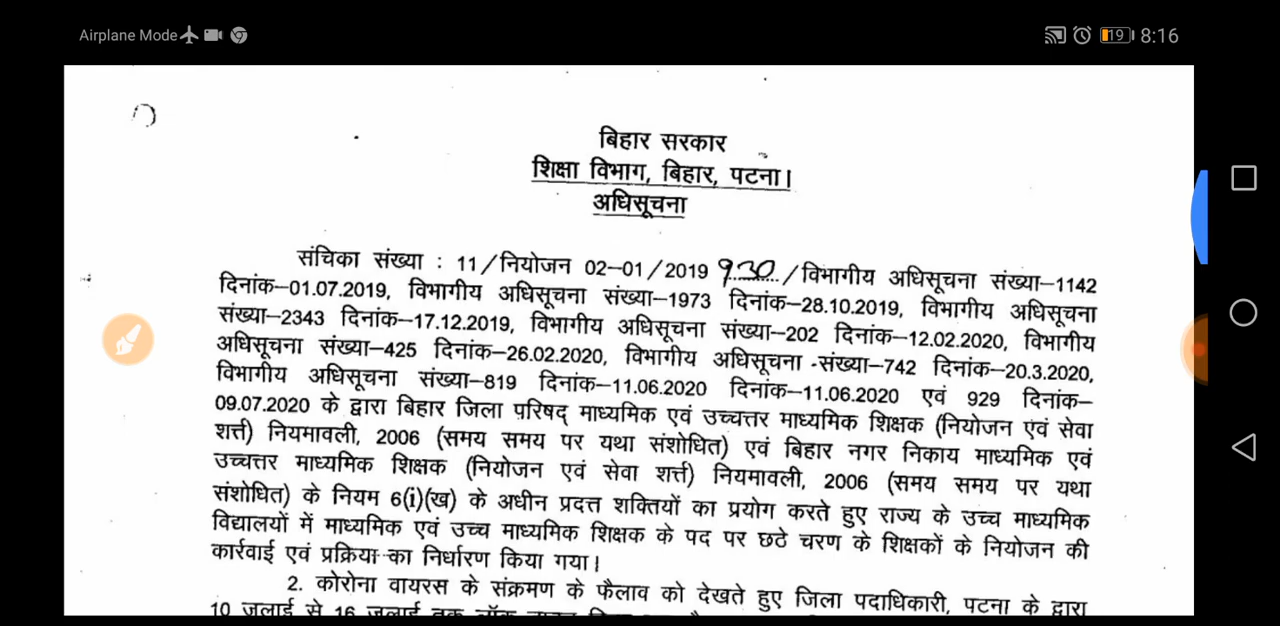 Airplane Mode
19 8:16
बिहार सरकार
शिक्षा विभाग, बिहार, पटना।
अधिसूचना
संचिका संख्या : 11/नियोजन 02–01/2019 930/विभागीय अधिसूचना संख्या–1142
दिनांक–01.07.2019, विभागीय अधिसूचना संख्या–1973 दिनांक–28.10.2019, विभागीय अधिसूचना
संख्या–2343 दिनांक–17.12.2019, विभागीय अधिसूचना संख्या–202 दिनांक–12.02.2020, विभागीय
अधिसूचना संख्या–425 दिनांक–26.02.2020, विभागीय अधिसूचना -संख्या–742 दिनांक–20.3.2020,
विभागीय अधिसूचना संख्या–819 दिनांक–11.06.2020 दिनांक–11.06.2020 एवं 929 दिनांक–
09.07.2020 के द्वारा बिहार जिला परिषद् माध्यमिक एवं उच्चत्तर माध्यमिक शिक्षक (नियोजन एवं सेवा
शर्त्त) नियमावली, 2006 (समय समय पर यथा संशोधित) एवं बिहार नगर निकाय माध्यमिक एवं
उच्चत्तर माध्यमिक शिक्षक (नियोजन एवं सेवा शर्त्त) नियमावली, 2006 (समय समय पर यथा
संशोधित) के नियम 6(i)(ख) के अधीन प्रदत्त शक्तियों का प्रयोग करते हुए राज्य के उच्च माध्यमिक
विद्यालयों में माध्यमिक एवं उच्च माध्यमिक शिक्षक के पद पर छठे चरण के शिक्षकों के नियोजन की
कार्रवाई एवं प्रक्रिया का निर्धारण किया गया।
2. कोरोना वायरस के संक्रमण के फैलाव को देखते हुए जिला पदाधिकारी, पटना के द्वारा
10 जुलाई से 16 जुलाई तक लॉक